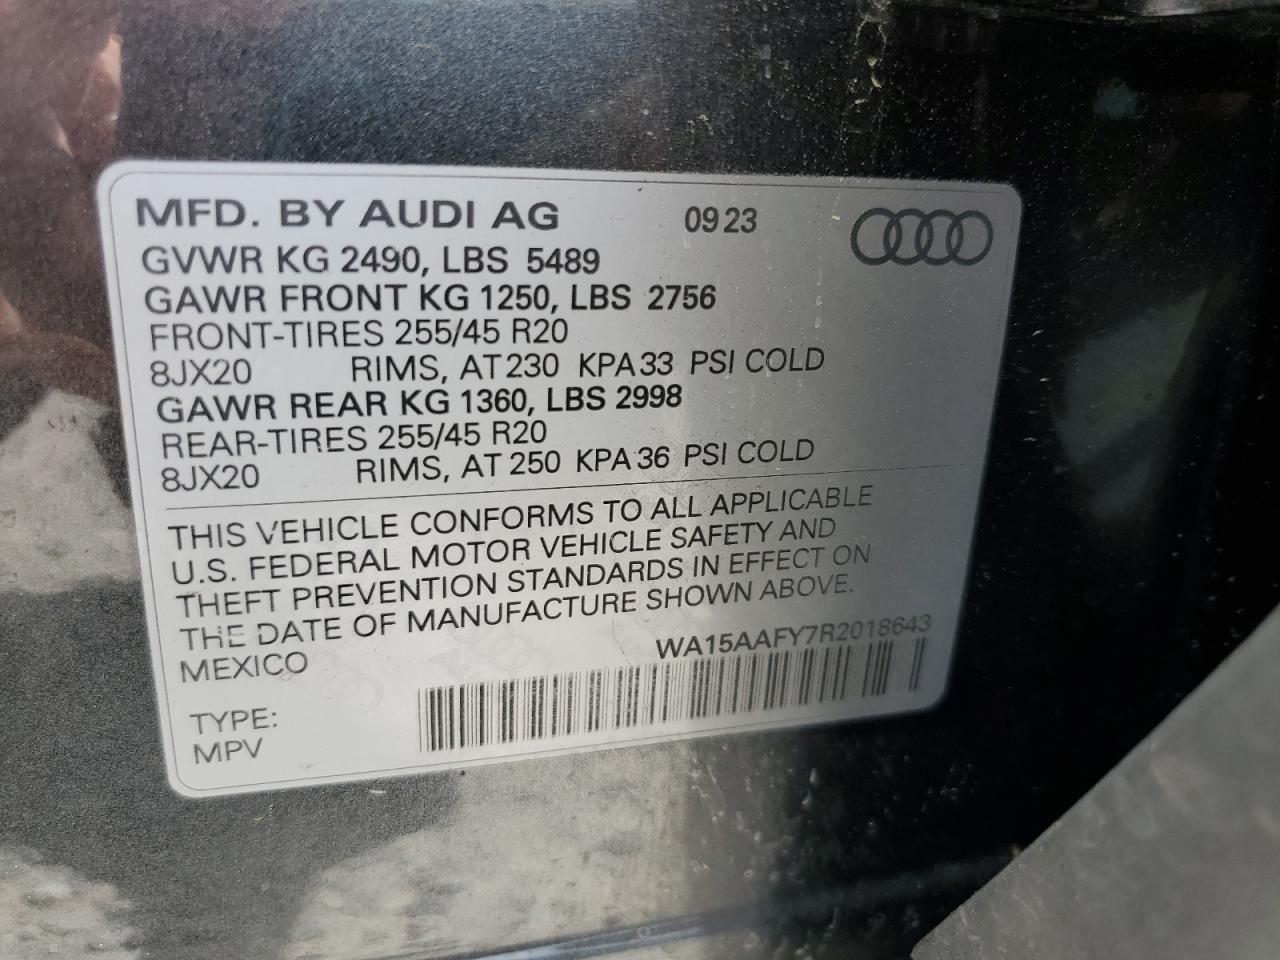 MFD. BY AUDI AG 0923
GVWR KG 2490, LBS 5489
GAWR FRONT KG 1250, LBS 2756
FRONT-TIRES 255/45 R20
8JX20 RIMS, AT 230 KPA 33 PSI COLD
GAWR REAR KG 1360, LBS 2998
REAR-TIRES 255/45 R20
8JX20 RIMS, AT 250 KPA 36 PSI COLD
THIS VEHICLE CONFORMS TO ALL APPLICABLE
U.S. FEDERAL MOTOR VEHICLE SAFETY AND
THEFT PREVENTION STANDARDS IN EFFECT ON
THE DATE OF MANUFACTURE SHOWN ABOVE.
MEXICO WA15AAFY7R2018643
TYPE:
MPV